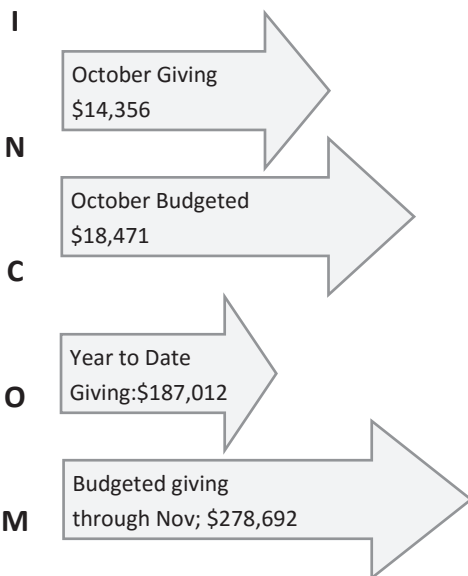 I
October Giving
$14,356
N
October Budgeted
$18,471
C
Year to Date
Giving:$187,012
O
Budgeted giving
through Nov; $278,692
M